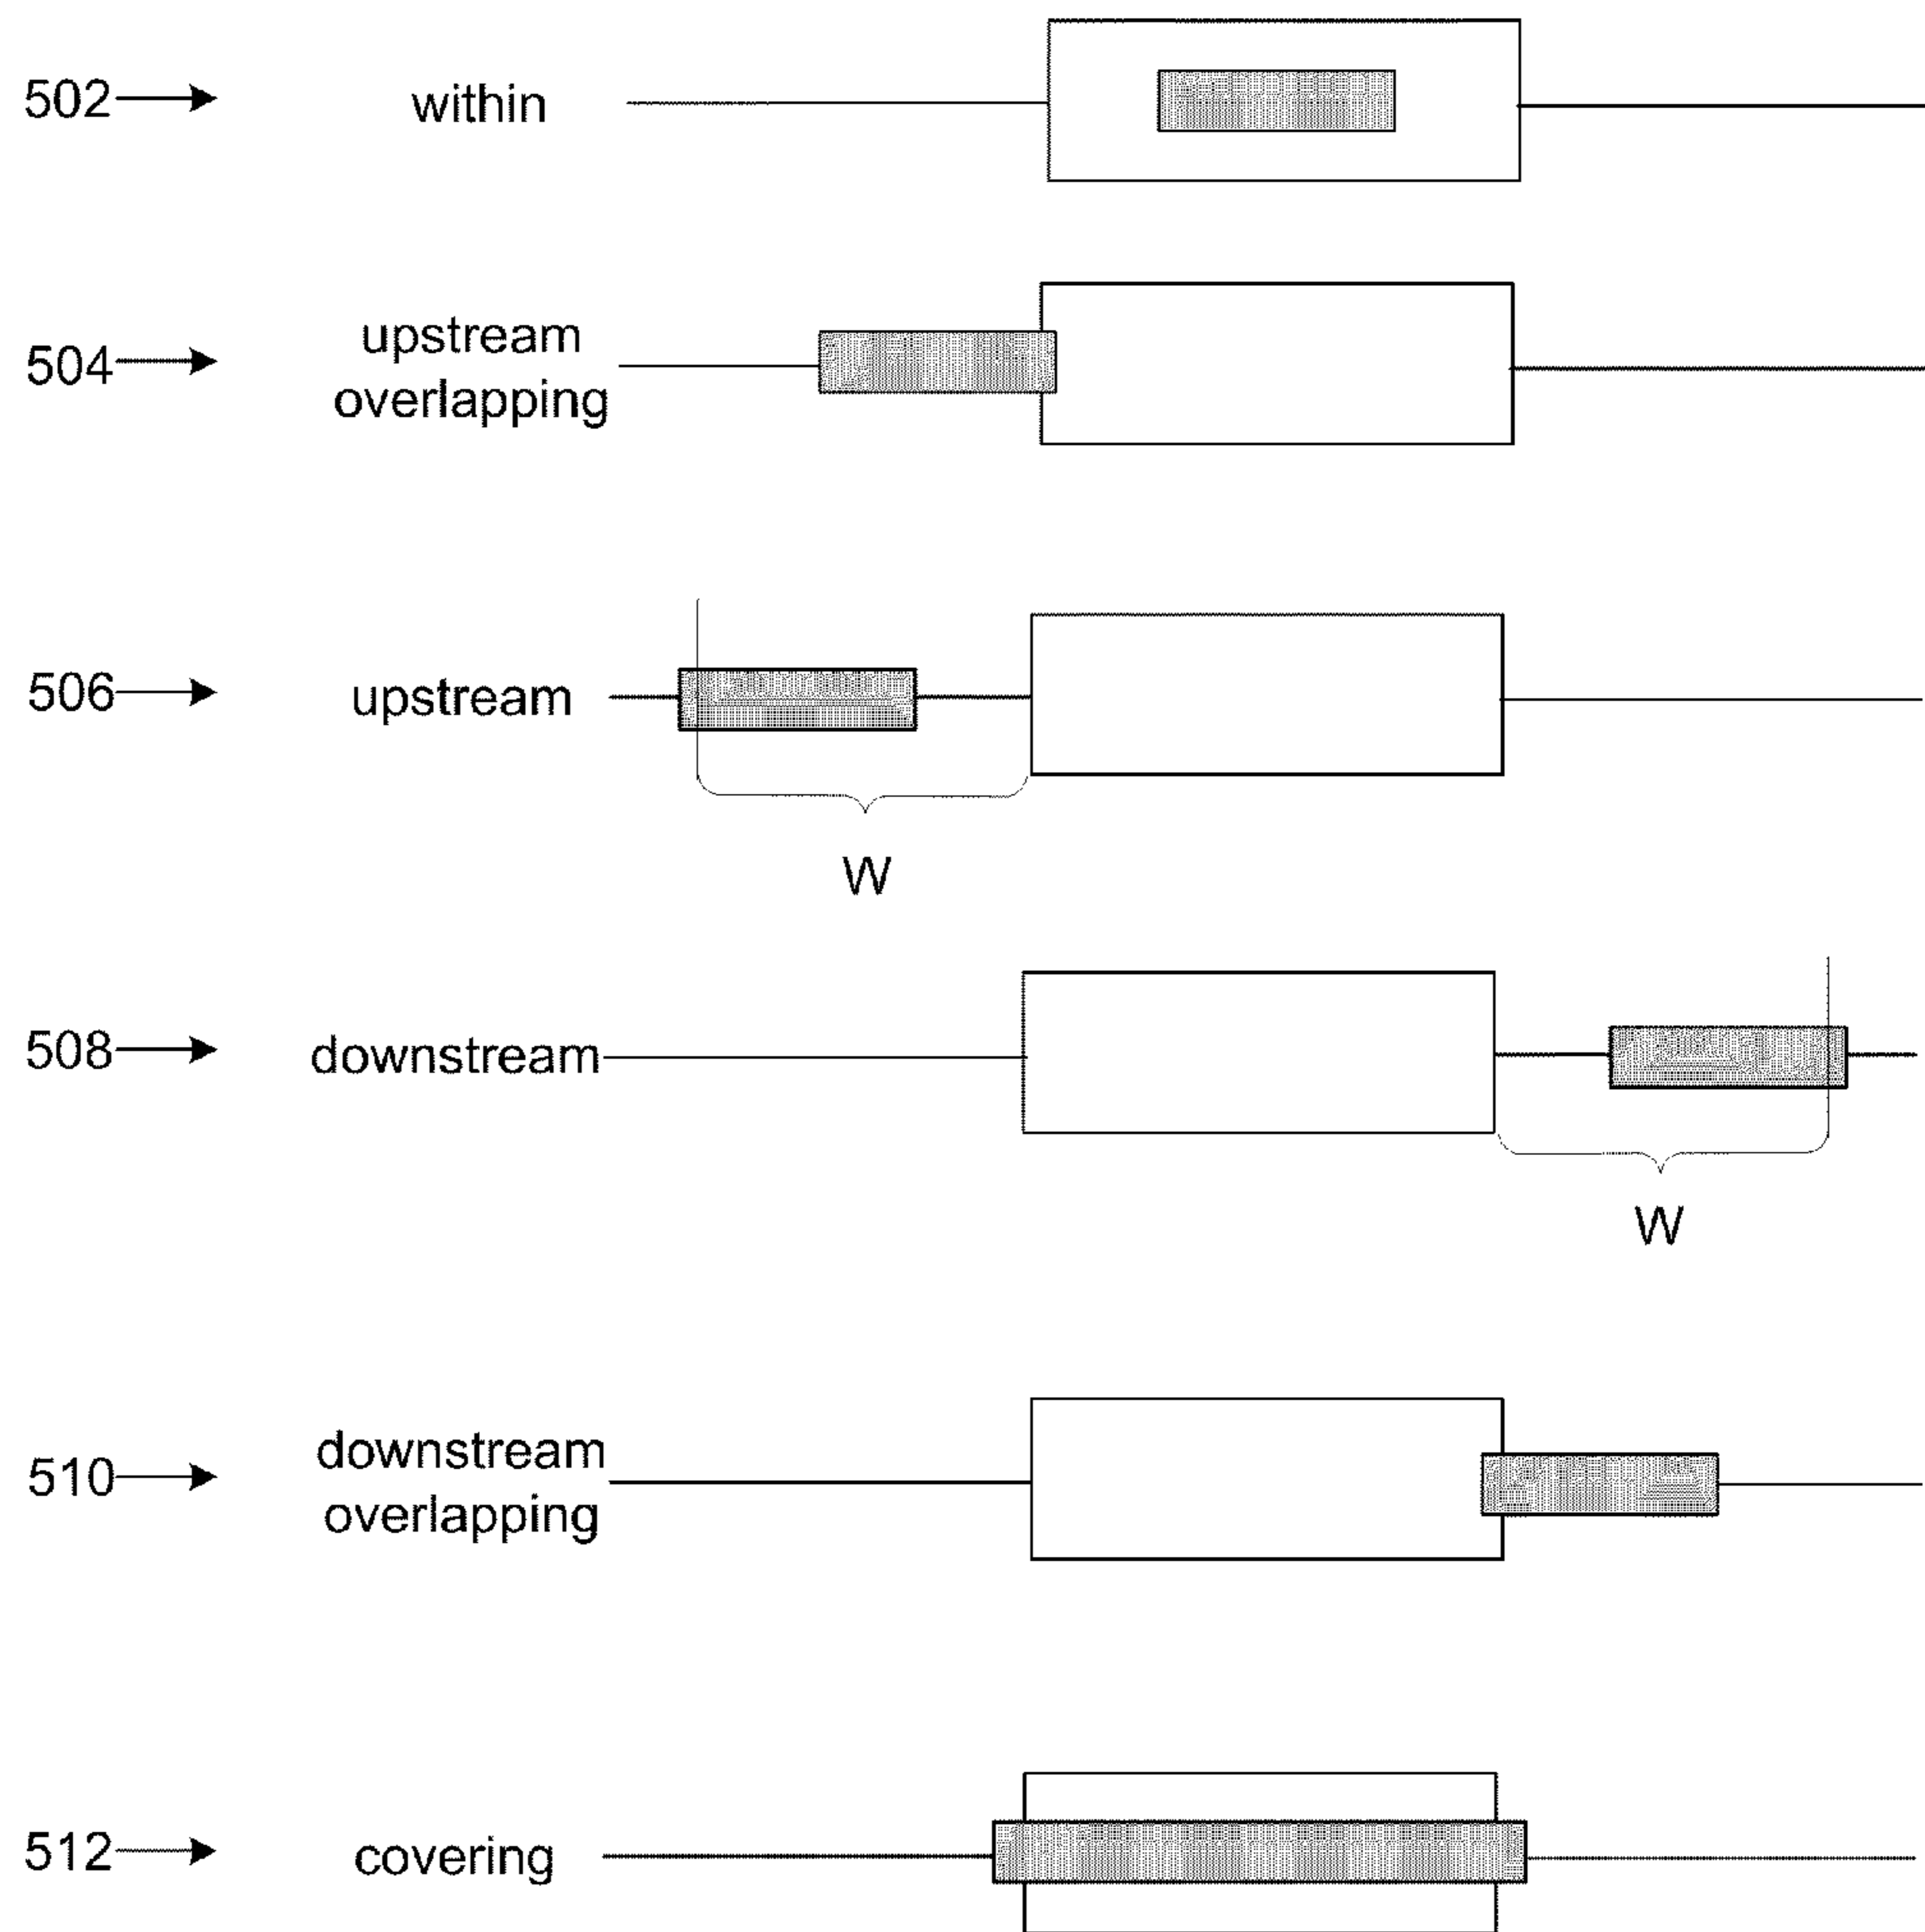 502 within
504 upstream
overlapping
506 upstream
W
508 downstream
W
510 downstream
overlapping
512 covering